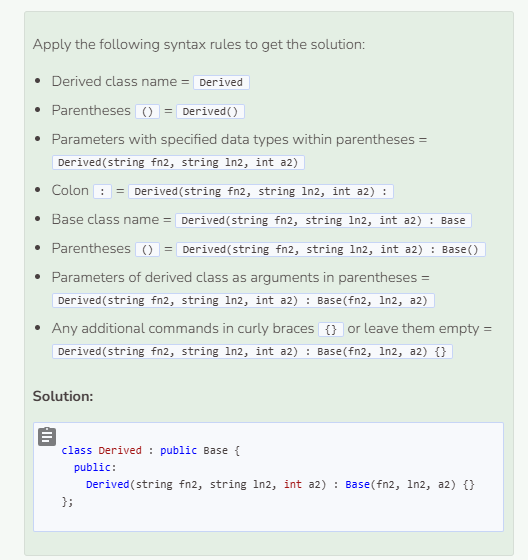 Apply the following syntax rules to get the solution:
Derived class name = Derived
Parentheses () = Derived()
Parameters with specified data types within parentheses =
Derived(string fn2, string ln2, int a2)
Colon : = Derived(string fn2, string ln2, int a2) :
Base class name = Derived(string fn2, string ln2, int a2) : Base
Parentheses () = Derived(string fn2, string ln2, int a2) : Base()
Parameters of derived class as arguments in parentheses =
Derived(string fn2, string ln2, int a2) : Base(fn2, ln2, a2)
Any additional commands in curly braces {} or leave them empty =
Derived(string fn2, string ln2, int a2) : Base(fn2, ln2, a2) {}
Solution:
class Derived : public Base {
  public:
    Derived(string fn2, string ln2, int a2) : Base(fn2, ln2, a2) {}
};